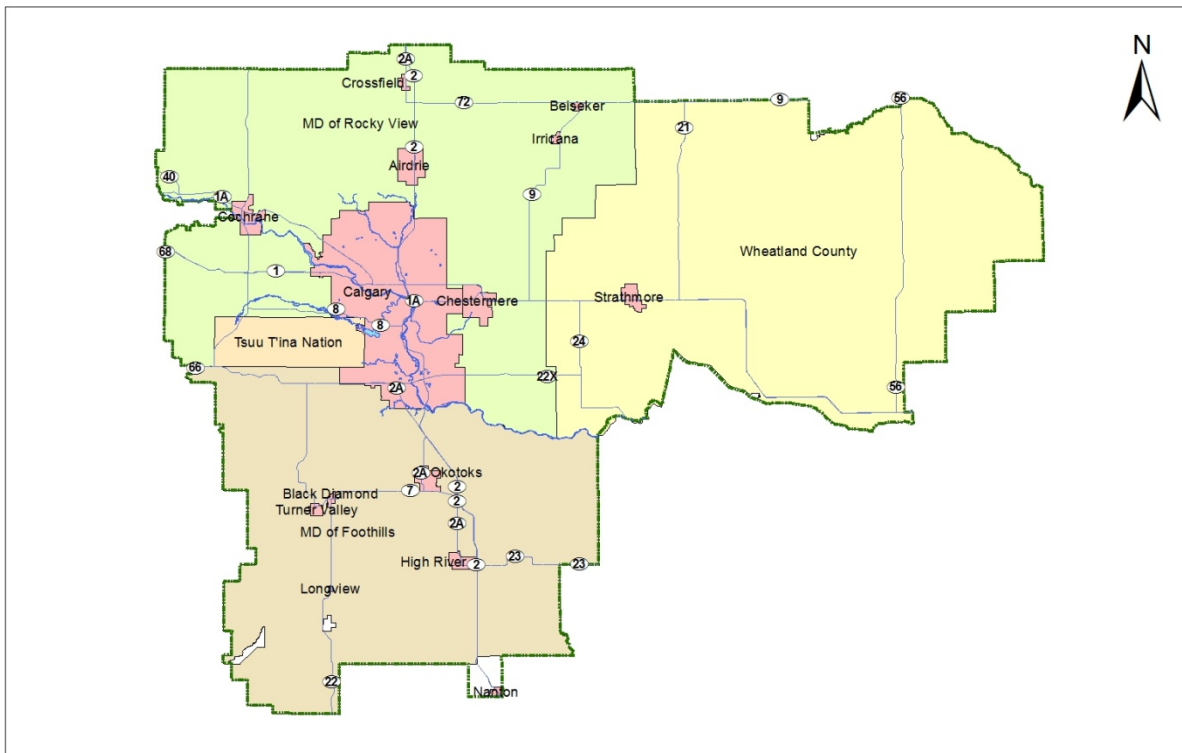 N
2A
Crossfield
2
72
Beiseker
9
56
MD of Rocky View
21
Irricana
2
Airdrie
40
1A
9
Cochrane
68
Wheatland County
1
Calgary
1A
Chestermere
Strathmore
8
8
Tsuu T'ina Nation
24
66
22X
2A
56
2A
Okotoks
Black Diamond
7
2
Turner Valley
2
MD of Foothills
2A
High River
2
23
23
Longview
22
Nanton